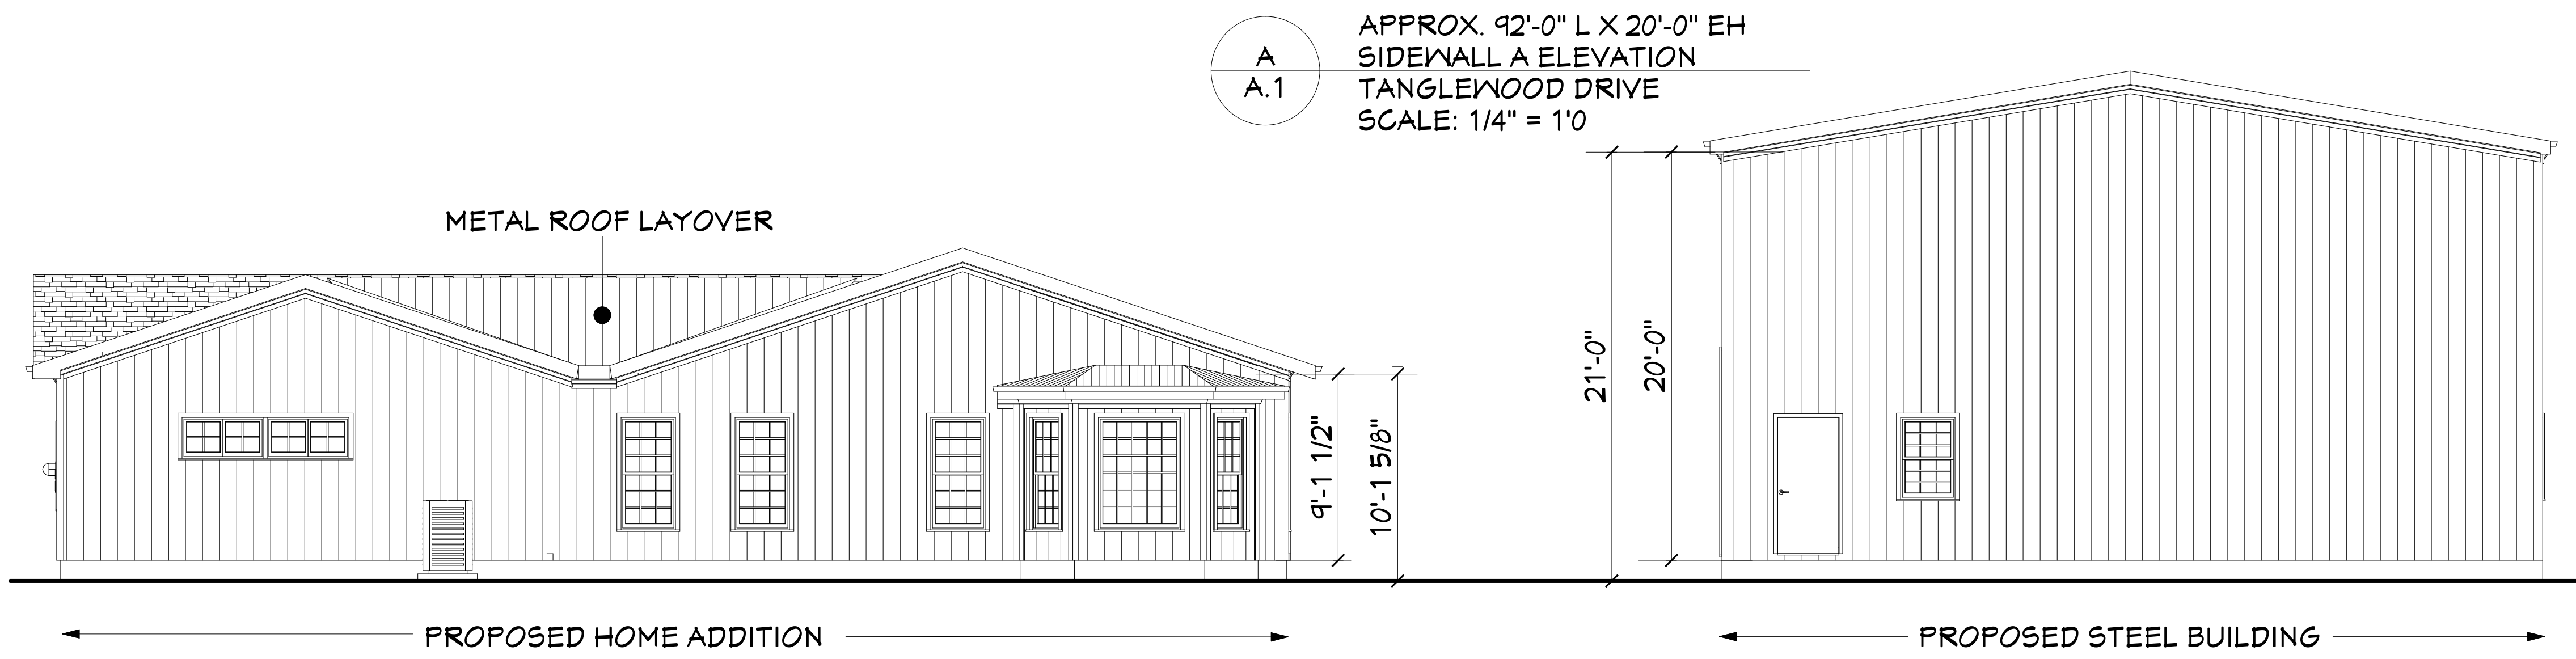 A
A.1
APPROX. 92'-0" L X 20'-0" EH
SIDEWALL A ELEVATION
TANGLEWOOD DRIVE
SCALE: 1/4" = 1'0
METAL ROOF LAYOVER
9'-1 1/2"
10'-1 5/8"
21'-0"
20'-0"
PROPOSED HOME ADDITION
PROPOSED STEEL BUILDING